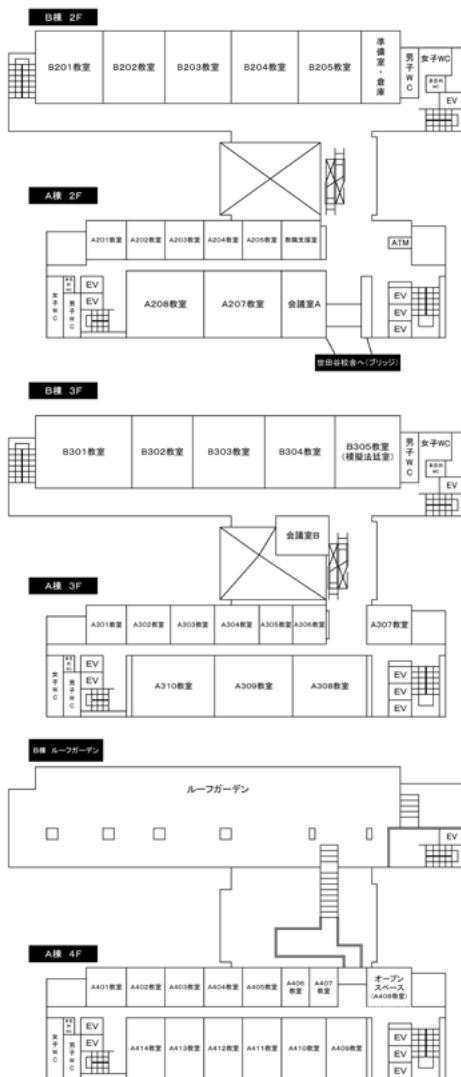 B棟 2F
B201教室
B202教室
B203教室
B204教室
B205教室
準備室・倉庫
男子WC
女子WC
EV
A棟 2F
A201教室
A202教室
A203教室
A204教室
A205教室
教職支援室
ATM
女子WC
男子WC
EV
EV
A208教室
A207教室
会議室A
EV
EV
EV
世田谷校舎へ(ブリッジ)
B棟 3F
B301教室
B302教室
B303教室
B304教室
B305教室
(模擬法廷室)
男子WC
女子WC
EV
会議室B
A棟 3F
A301教室
A302教室
A303教室
A304教室
A305教室
A306教室
A307教室
女子WC
男子WC
EV
EV
A310教室
A309教室
A308教室
EV
EV
EV
B棟 ルーフガーデン
ルーフガーデン
EV
A棟 4F
A401教室
A402教室
A403教室
A404教室
A405教室
A406
教室
A407
教室
オープン
スペース
(A408教室)
女子WC
男子WC
EV
EV
A414教室
A413教室
A412教室
A411教室
A410教室
A409教室
EV
EV
EV